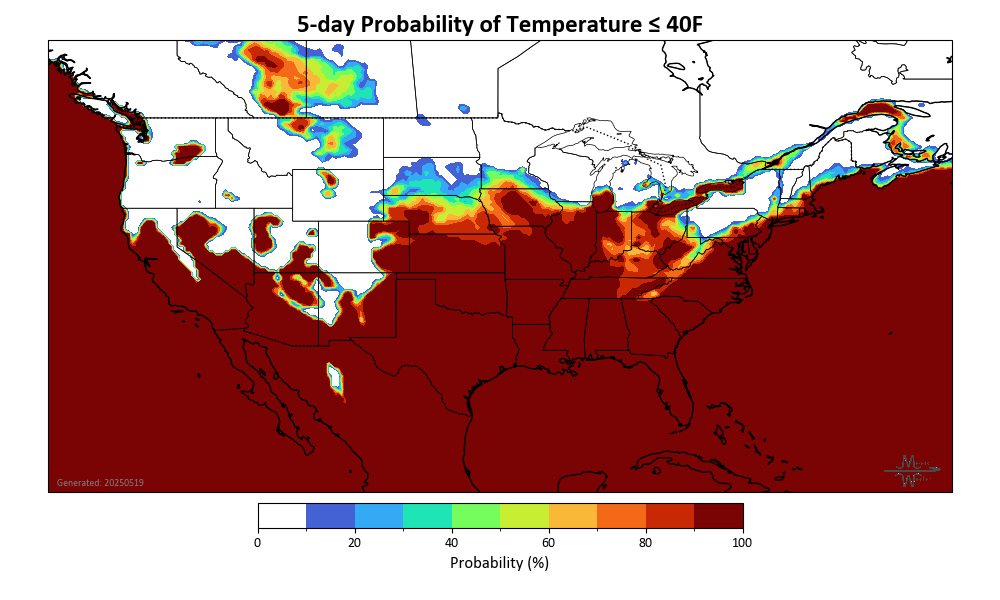 5-day Probability of Temperature ≤ 40F
Generated: 20250519
0 20 40 60 80 100
Probability (%)